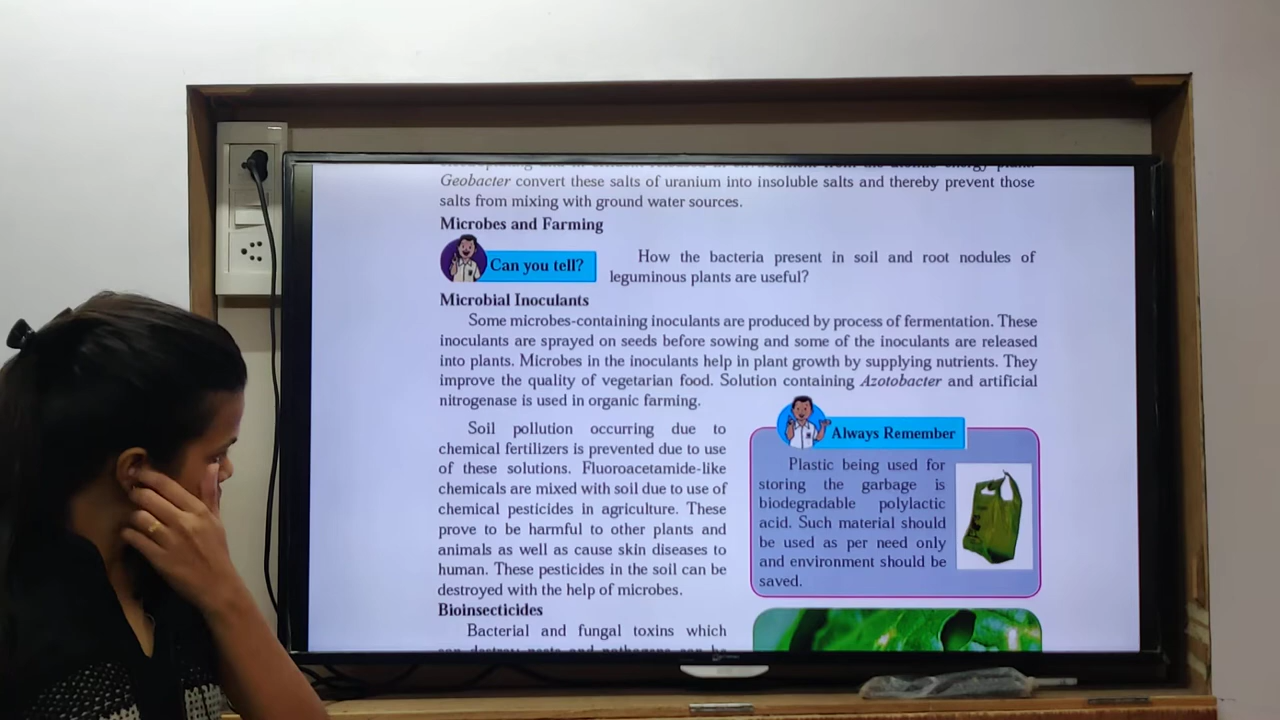 Geobacter convert these salts of uranium into insoluble salts and thereby prevent those
salts from mixing with ground water sources.
Microbes and Farming
Can you tell?
How the bacteria present in soil and root nodules of
leguminous plants are useful?
Microbial Inoculants
Some microbes-containing inoculants are produced by process of fermentation. These
inoculants are sprayed on seeds before sowing and some of the inoculants are released
into plants. Microbes in the inoculants help in plant growth by supplying nutrients. They
improve the quality of vegetarian food. Solution containing Azotobacter and artificial
nitrogenase is used in organic farming.
Soil pollution occurring due to
chemical fertilizers is prevented due to use
of these solutions. Fluoroacetamide-like
chemicals are mixed with soil due to use of
chemical pesticides in agriculture. These
prove to be harmful to other plants and
animals as well as cause skin diseases to
human. These pesticides in the soil can be
destroyed with the help of microbes.
Always Remember
Plastic being used for
storing the garbage is
biodegradable polylactic
acid. Such material should
be used as per need only
and environment should be
saved.
Bioinsecticides
Bacterial and fungal toxins which